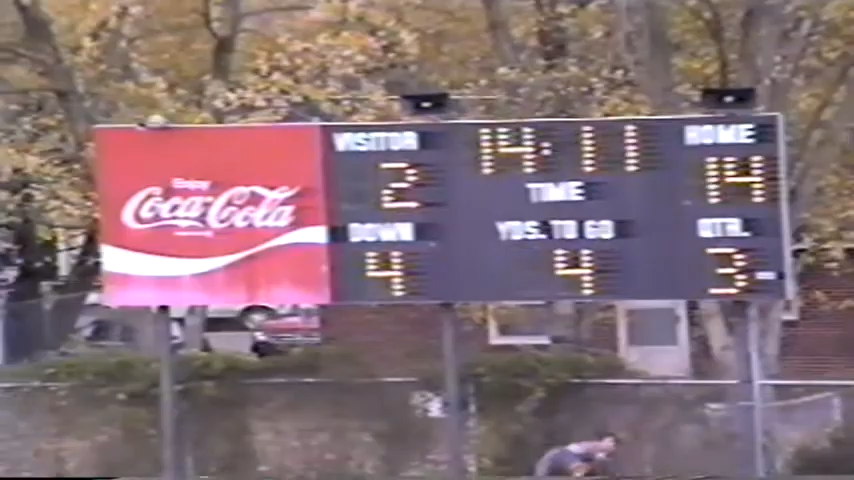 Enjoy
Coca-Cola
VISITOR 14:11 HOME
2 TIME 14
DOWN YDS. TO GO QTR.
4 4 3